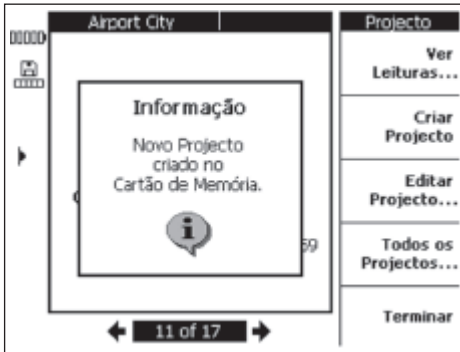 Airport City
Projecto
Ver
Leituras...
Informação
Novo Projecto
criado no
Cartão de Memória.
Criar
Projecto
Editar
Projecto...
59
Todos os
Projectos...
11 of 17
Terminar